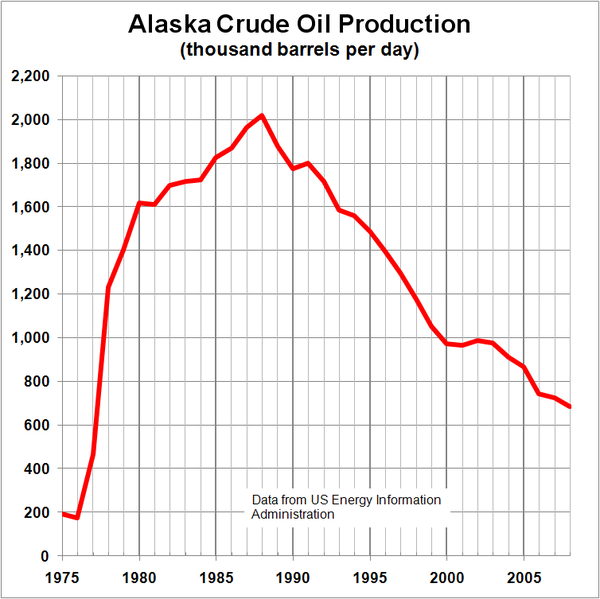 Alaska Crude Oil Production
(thousand barrels per day)
2,200
2,000
1,800
1,600
1,400
1,200
1,000
800
600
400
200
0
Data from US Energy Information
Administration
1975 1980 1985 1990 1995 2000 2005